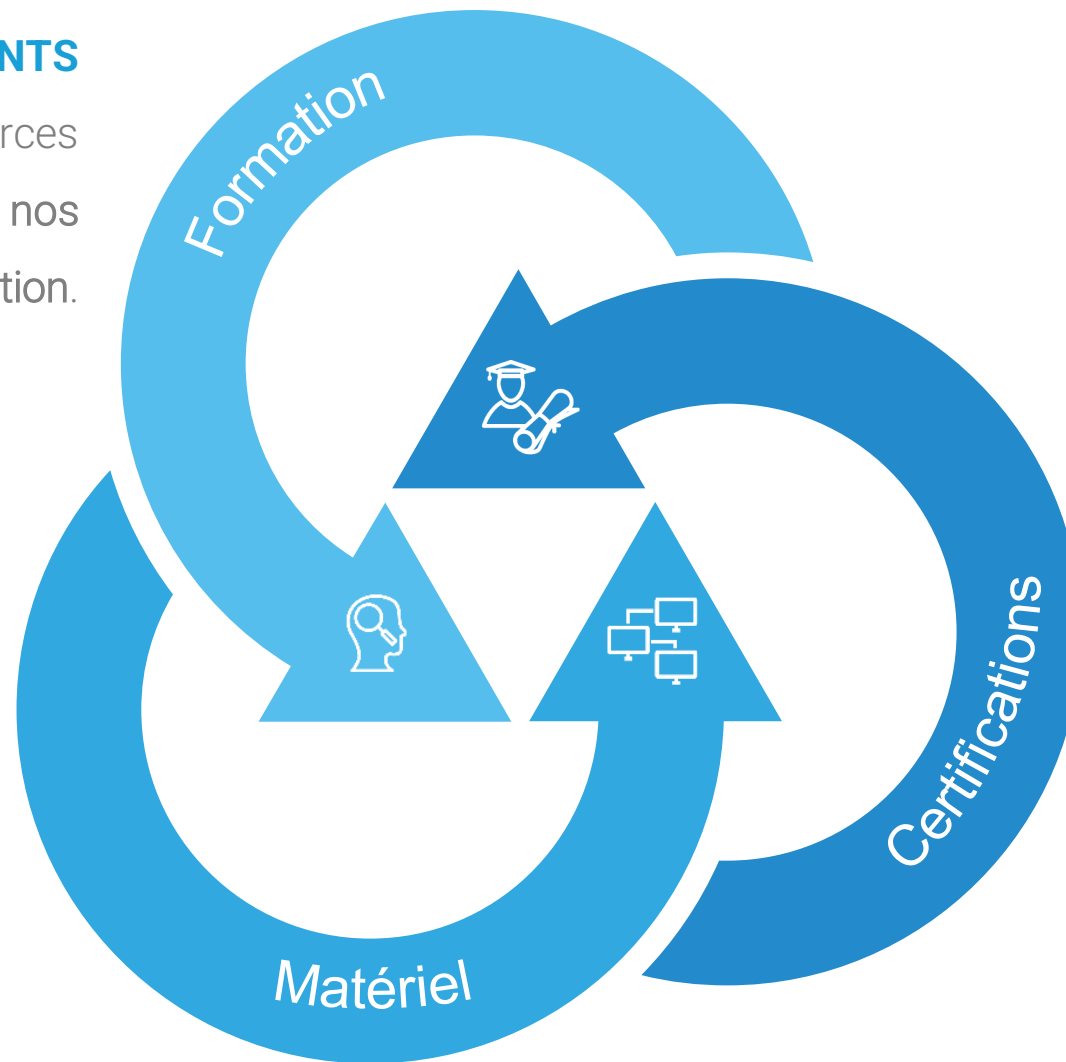 NTS
rces
nos
tion.
Formation
Certifications
Matériel